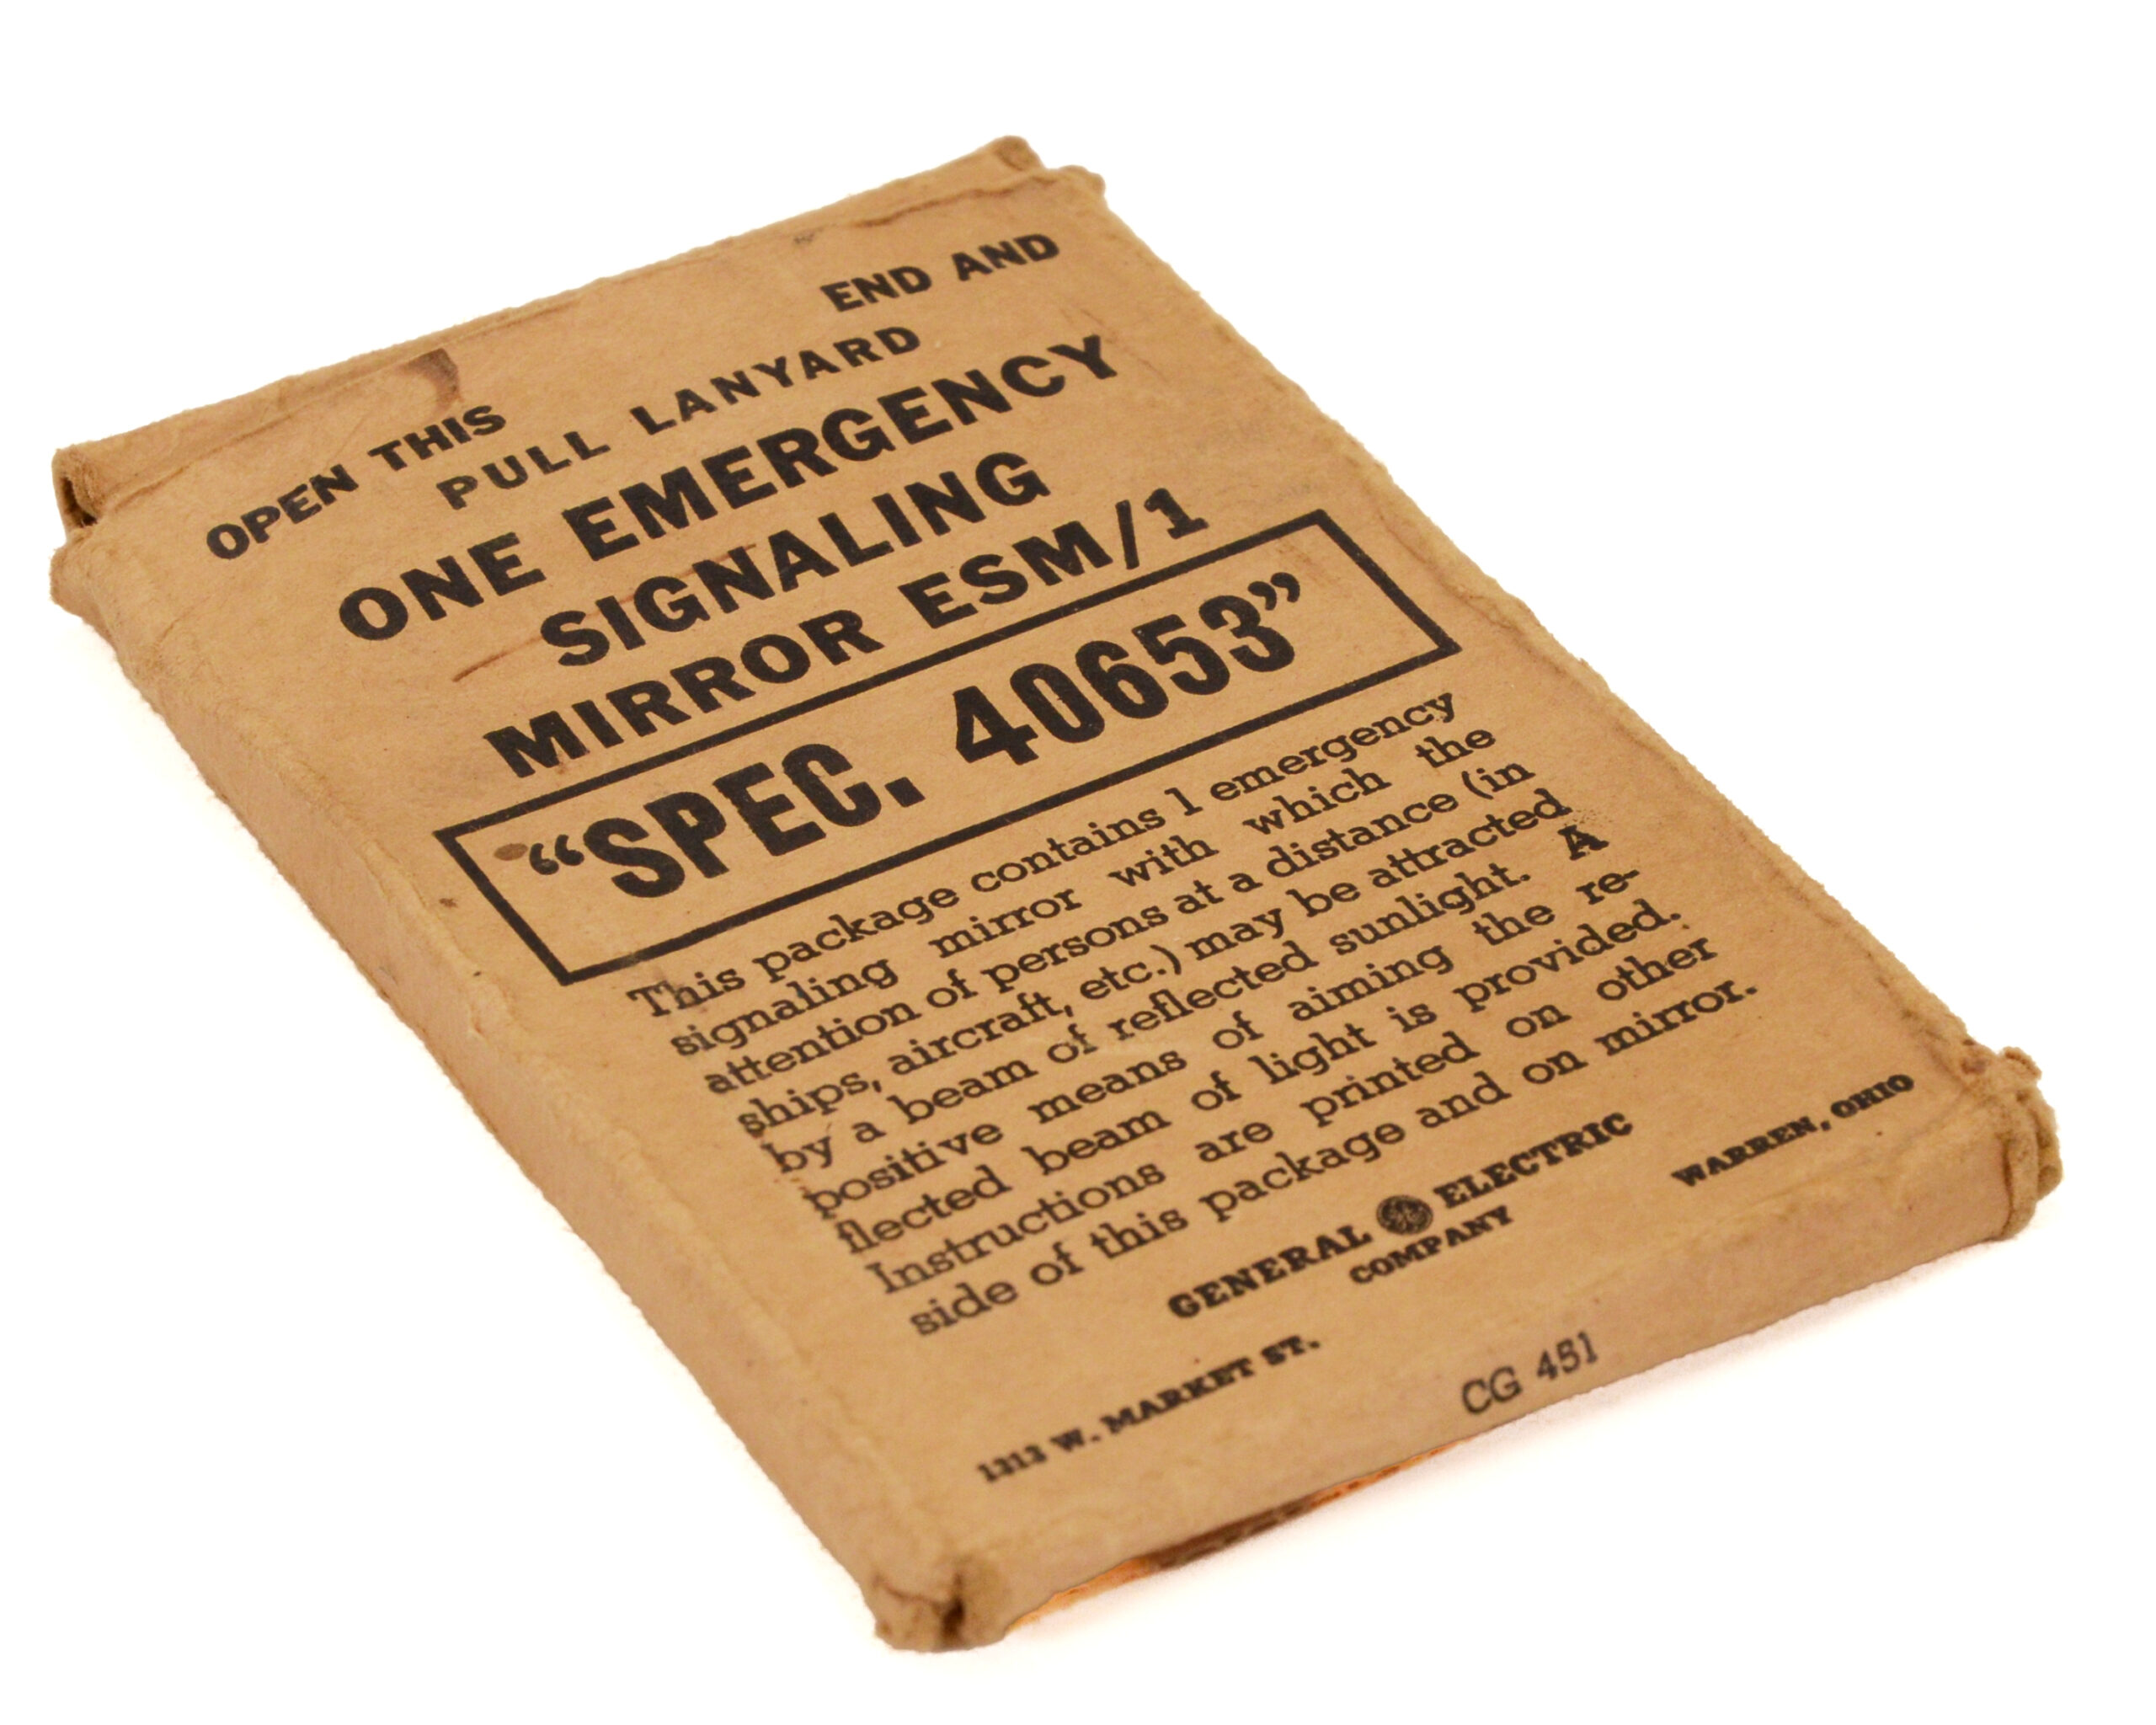 OPEN THIS END AND
PULL LANYARD
ONE EMERGENCY
SIGNALING
MIRROR ESM/1
“SPEC. 40653”
This package contains 1 emergency
signaling mirror with which the
attention of persons at a distance (in
ships, aircraft, etc.) may be attracted
by a beam of reflected sunlight. A
positive means of aiming the re-
flected beam of light is provided.
Instructions are printed on other
side of this package and on mirror.
GENERAL ELECTRIC
COMPANY
1313 W. MARKET ST. WARREN, OHIO
CG 451